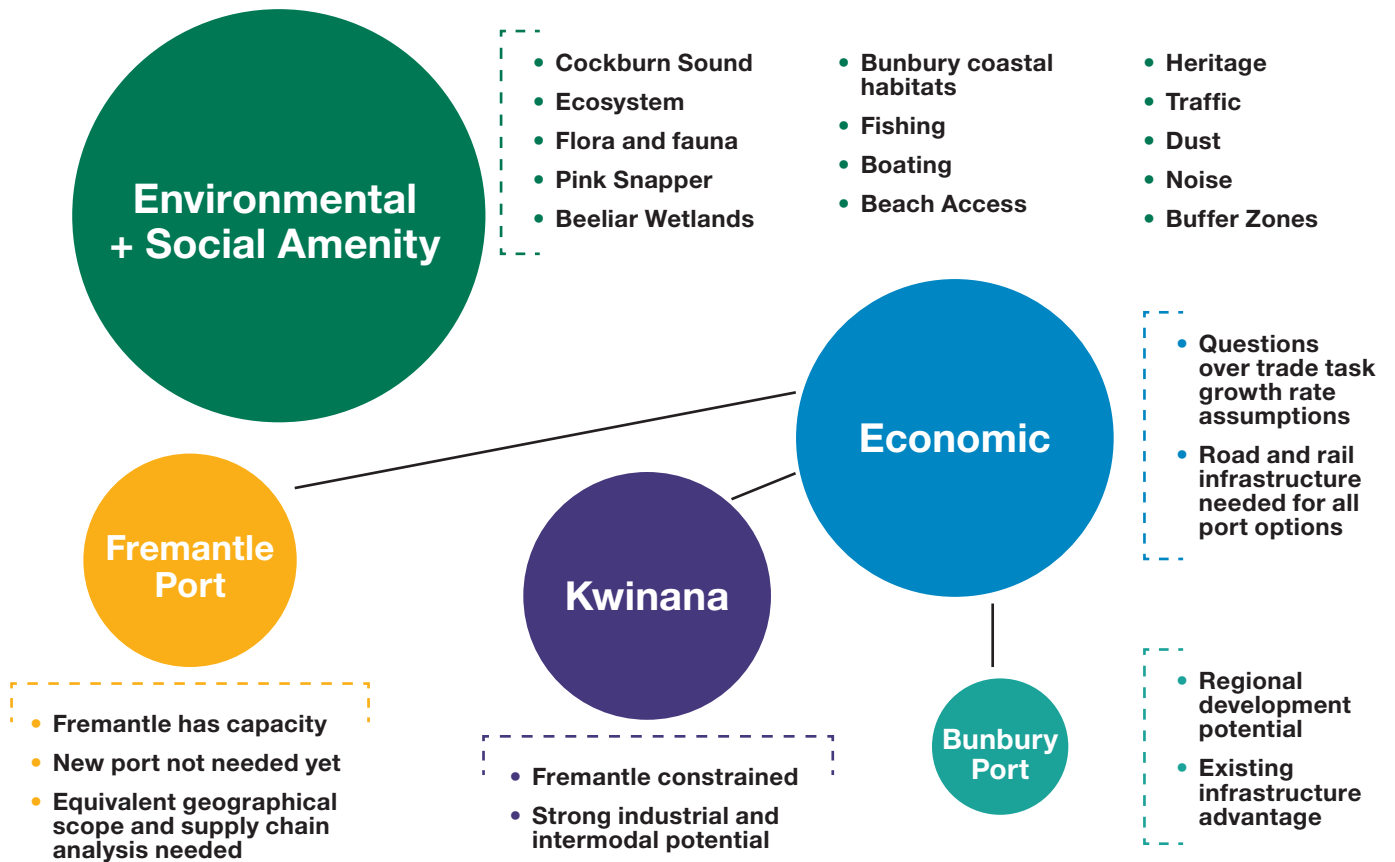 Environmental
+ Social Amenity
• Cockburn Sound
• Ecosystem
• Flora and fauna
• Pink Snapper
• Beeliar Wetlands
• Bunbury coastal
habitats
• Fishing
• Boating
• Beach Access
• Heritage
• Traffic
• Dust
• Noise
• Buffer Zones
Economic
• Questions
over trade task
growth rate
assumptions
• Road and rail
infrastructure
needed for all
port options
Fremantle
Port
• Fremantle has capacity
• New port not needed yet
• Equivalent geographical
scope and supply chain
analysis needed
Kwinana
• Fremantle constrained
• Strong industrial and
intermodal potential
Bunbury
Port
• Regional
development
potential
• Existing
infrastructure
advantage